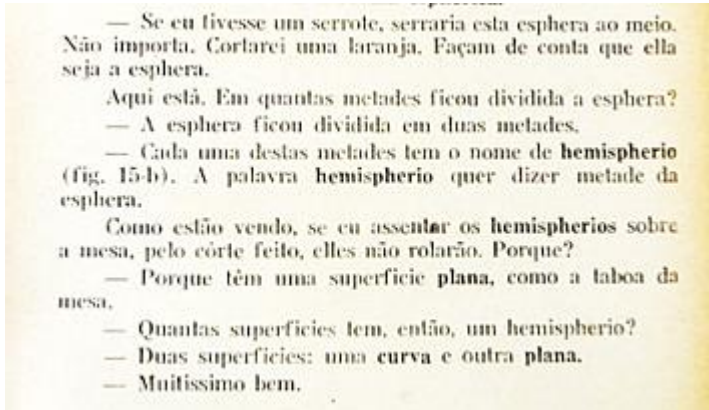 — Se eu tivesse um serrote, serraria esta esphera ao meio.
Não importa. Cortarei uma laranja. Façam de conta que ella
seja a esphera.
Aqui está. Em quantas metades ficou dividida a esphera?
— A esphera ficou dividida em duas metades.
— Cada uma destas metades tem o nome de hemispherio
(fig. 15-b). A palavra hemispherio quer dizer metade da
esphera.
Como estão vendo, se eu assentar os hemispherios sobre
a mesa, pelo córte feito, elles não rolarão. Porque?
— Porque têm uma superficie plana, como a taboa da
mesa.
— Quantas superficies tem, então, um hemispherio?
— Duas superficies: uma curva e outra plana.
— Muitissimo bem.